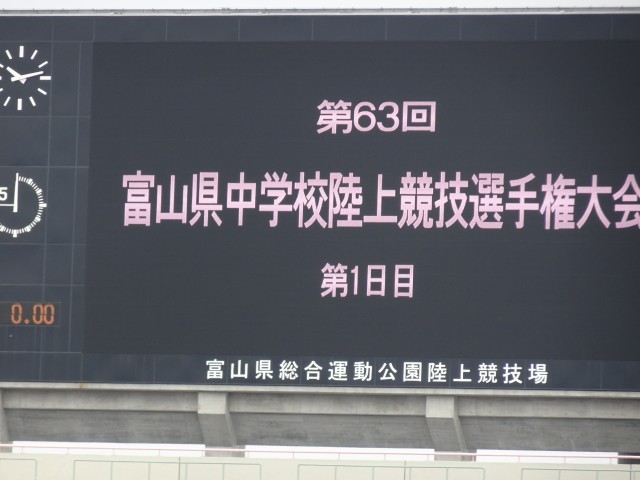 第63回
富山県中学校陸上競技選手権大会
第1日目
5
0.00
富山県総合運動公園陸上競技場